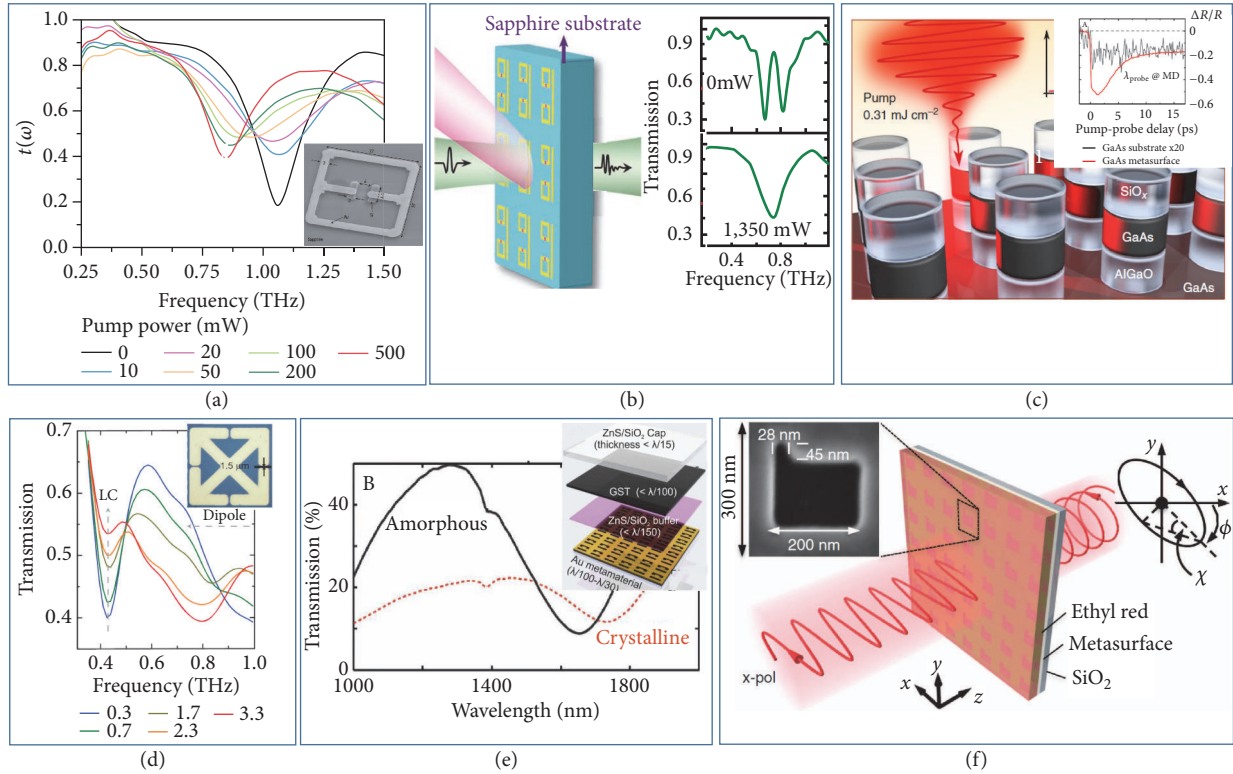 1.0
0.8
0.6
0.4
0.2
0.0
t(ω)
0.25 0.50 0.75 1.00 1.25 1.50
Frequency (THz)
Pump power (mW)
0 20 100 500
10 50 200
Sapphire
(a)
Sapphire substrate
0.9
0.6
0.3
0mW
Transmission
0.9
0.6
0.3
1,350 mW
0.4 0.8
Frequency (THz)
(b)
Pump
0.31 mJ cm⁻²
1
ΔR/R
A
0
−0.2
−0.4
−0.6
λprobe @ MD
0 5 10 15
Pump-probe delay (ps)
GaAs substrate x20
GaAs metasurface
SiOx
GaAs
AlGaO
GaAs
(c)
0.7
0.6
0.5
0.4
Transmission
LC
1.5 μm
Dipole
0.4 0.6 0.8 1.0
Frequency (THz)
0.3 1.7 3.3
0.7 2.3
(d)
B
40
20
0
Transmission (%)
Amorphous
Crystalline
1000 1400 1800
Wavelength (nm)
ZnS/SiO₂ Cap
(thickness < λ/15)
GST (< λ/100)
ZnS/SiO₂ buffer
(< λ/150)
Au metamaterial
(λ/100-λ/30)
(e)
300 nm
28 nm
45 nm
200 nm
x-pol
y
x
z
y
x
ϕ
χ
Ethyl red
Metasurface
SiO₂
(f)